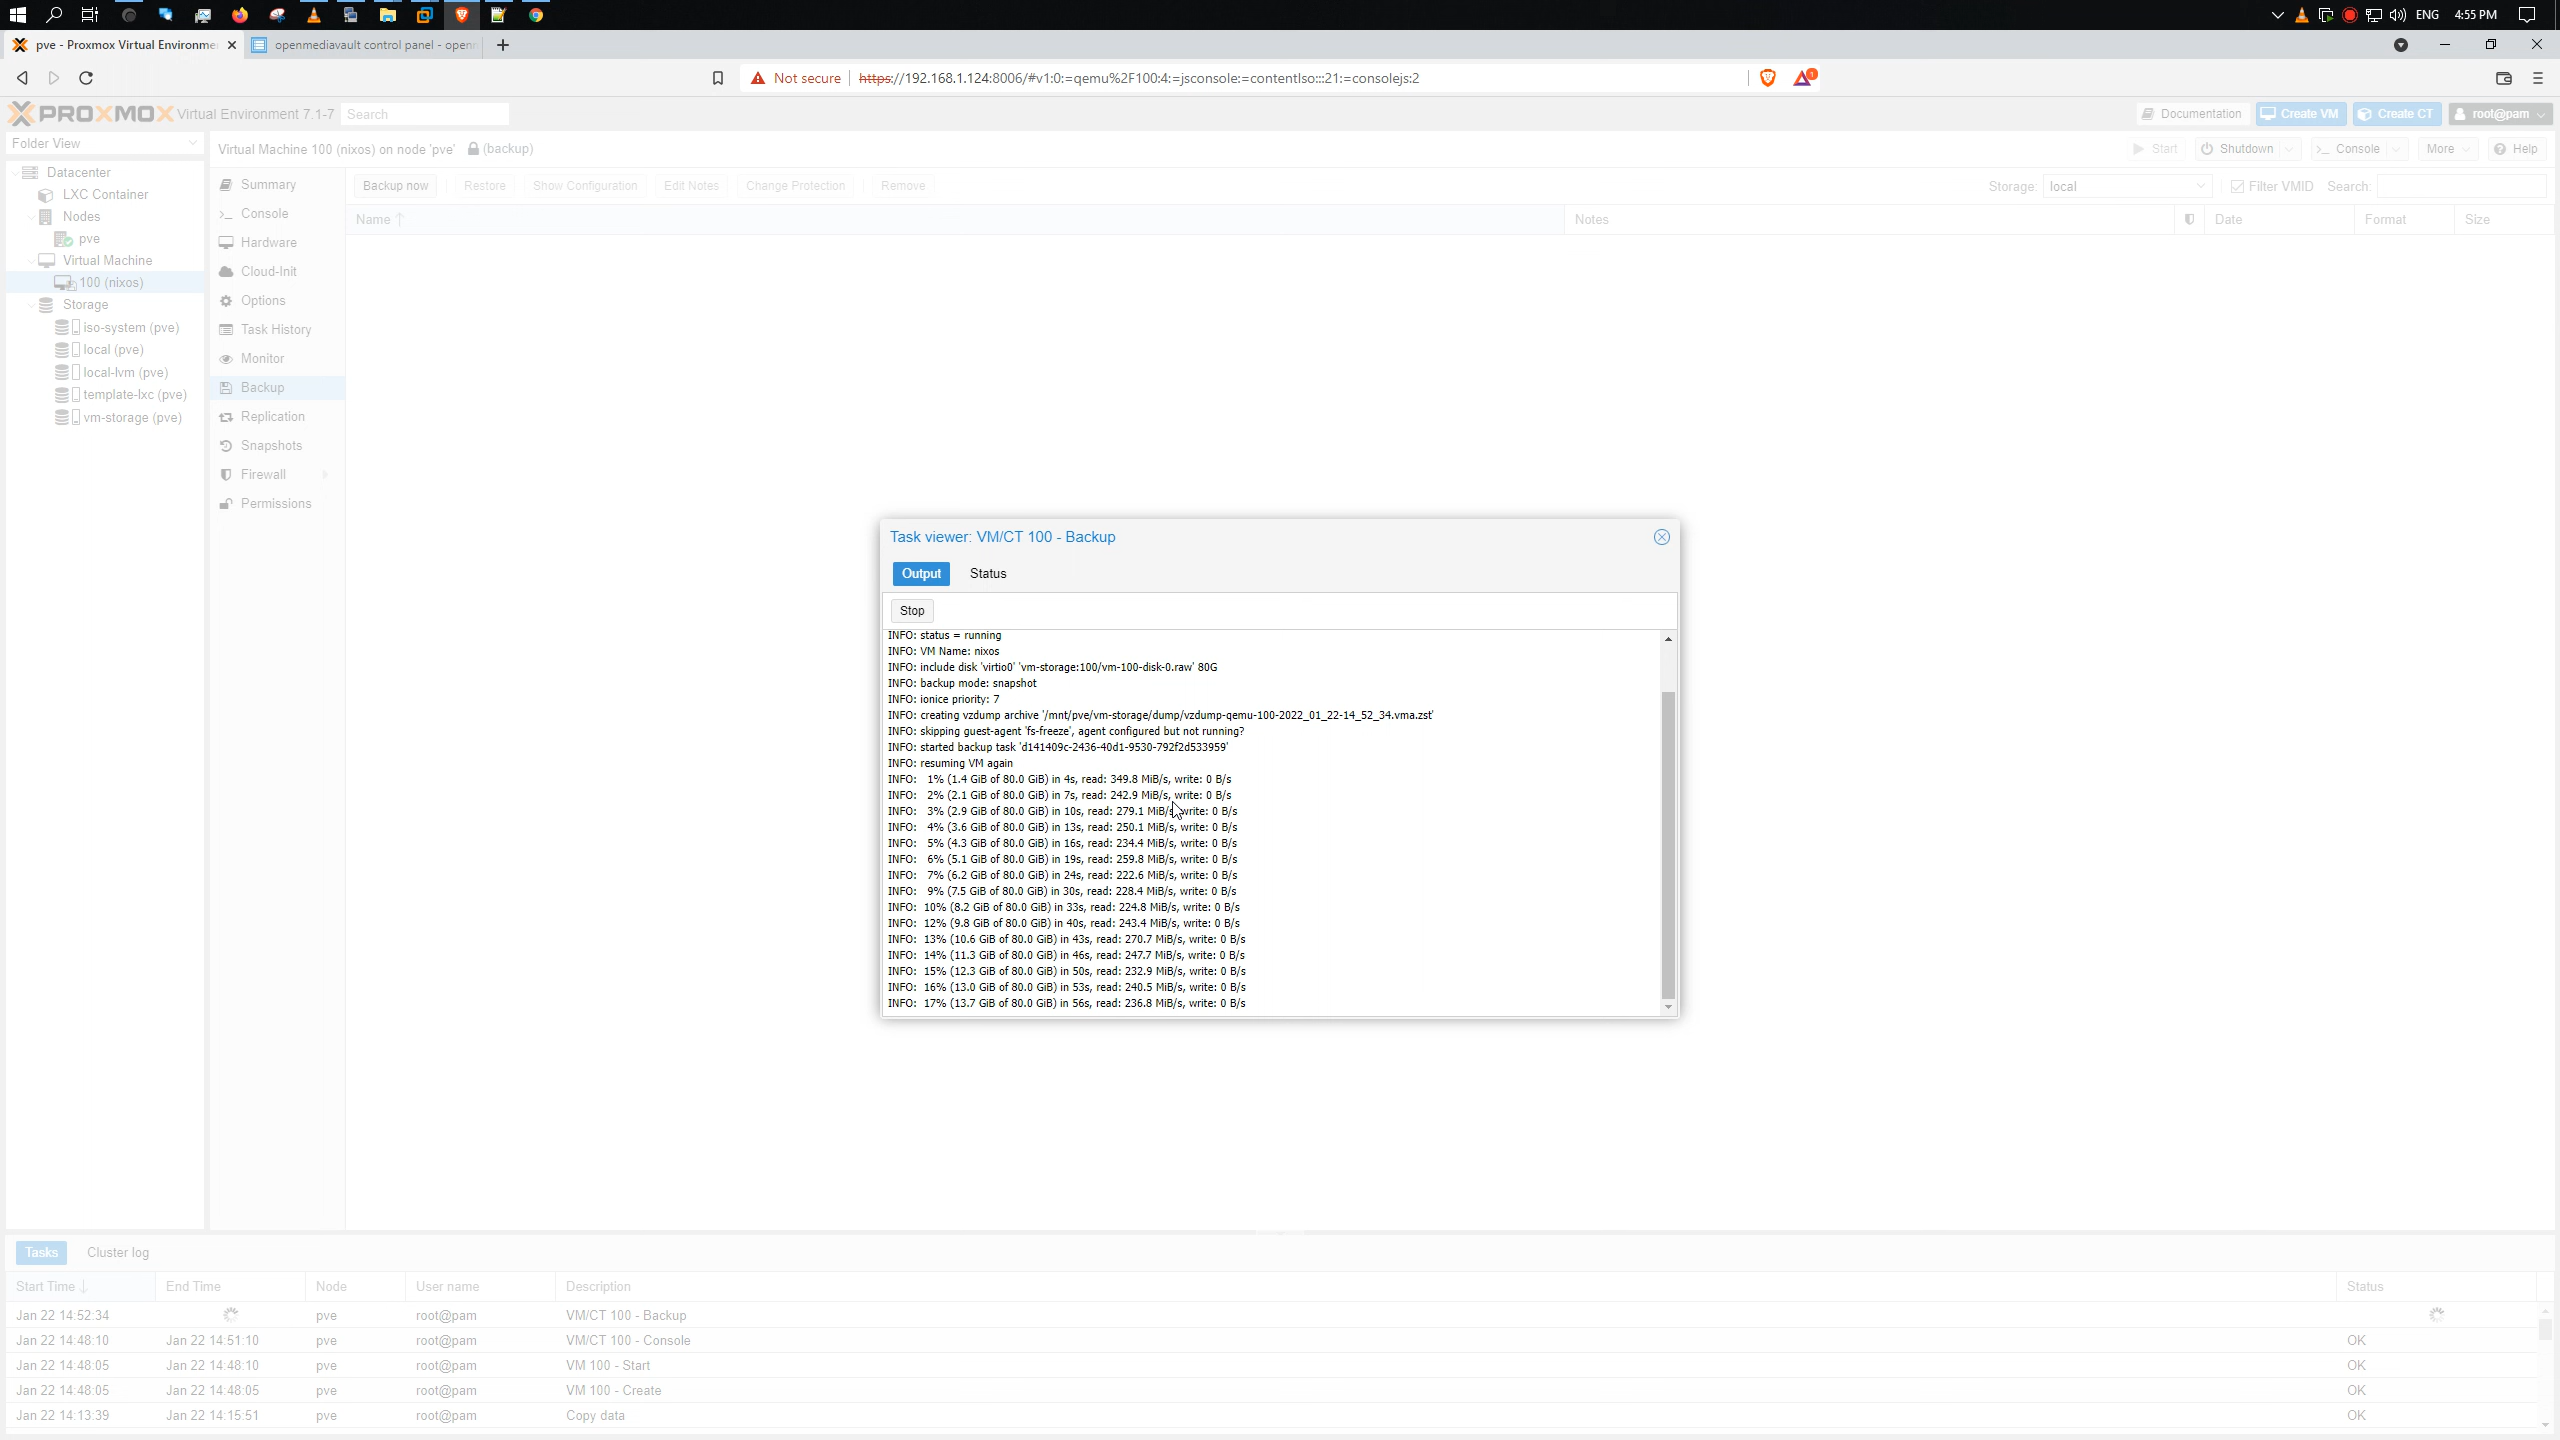 ENG 4:55 PM
pve - Proxmox Virtual Environme
openmediavault control panel - open
Not secure https://192.168.1.124:8006/#v1:0:=qemu%2F100:4:=jsconsole:=contentIso:::21:=consolejs:2
1
PROXMOX Virtual Environment 7.1-7 Search
Documentation Create VM Create CT root@pam
Folder View
Virtual Machine 100 (nixos) on node 'pve' (backup)
Start Shutdown Console More Help
Datacenter
LXC Container
Nodes
pve
Virtual Machine
100 (nixos)
Storage
iso-system (pve)
local (pve)
local-lvm (pve)
template-lxc (pve)
vm-storage (pve)
Summary
Console
Hardware
Cloud-Init
Options
Task History
Monitor
Backup
Replication
Snapshots
Firewall
Permissions
Backup now Restore Show Configuration Edit Notes Change Protection Remove
Storage: local Filter VMID Search:
Name Notes Date Format Size
Task viewer: VM/CT 100 - Backup
Output Status
Stop
INFO: status = running
INFO: VM Name: nixos
INFO: include disk 'virtio0' 'vm-storage:100/vm-100-disk-0.raw' 80G
INFO: backup mode: snapshot
INFO: ionice priority: 7
INFO: creating vzdump archive '/mnt/pve/vm-storage/dump/vzdump-qemu-100-2022_01_22-14_52_34.vma.zst'
INFO: skipping guest-agent 'fs-freeze', agent configured but not running?
INFO: started backup task 'd141409c-2436-40d1-9530-792f2d533959'
INFO: resuming VM again
INFO: 1% (1.4 GiB of 80.0 GiB) in 4s, read: 349.8 MiB/s, write: 0 B/s
INFO: 2% (2.1 GiB of 80.0 GiB) in 7s, read: 242.9 MiB/s, write: 0 B/s
INFO: 3% (2.9 GiB of 80.0 GiB) in 10s, read: 279.1 MiB/s, write: 0 B/s
INFO: 4% (3.6 GiB of 80.0 GiB) in 13s, read: 250.1 MiB/s, write: 0 B/s
INFO: 5% (4.3 GiB of 80.0 GiB) in 16s, read: 234.4 MiB/s, write: 0 B/s
INFO: 6% (5.1 GiB of 80.0 GiB) in 19s, read: 259.8 MiB/s, write: 0 B/s
INFO: 7% (6.2 GiB of 80.0 GiB) in 24s, read: 222.6 MiB/s, write: 0 B/s
INFO: 9% (7.5 GiB of 80.0 GiB) in 30s, read: 228.4 MiB/s, write: 0 B/s
INFO: 10% (8.2 GiB of 80.0 GiB) in 33s, read: 224.8 MiB/s, write: 0 B/s
INFO: 12% (9.8 GiB of 80.0 GiB) in 40s, read: 243.4 MiB/s, write: 0 B/s
INFO: 13% (10.6 GiB of 80.0 GiB) in 43s, read: 270.7 MiB/s, write: 0 B/s
INFO: 14% (11.3 GiB of 80.0 GiB) in 46s, read: 247.7 MiB/s, write: 0 B/s
INFO: 15% (12.3 GiB of 80.0 GiB) in 50s, read: 232.9 MiB/s, write: 0 B/s
INFO: 16% (13.0 GiB of 80.0 GiB) in 53s, read: 240.5 MiB/s, write: 0 B/s
INFO: 17% (13.7 GiB of 80.0 GiB) in 56s, read: 236.8 MiB/s, write: 0 B/s
Tasks Cluster log
Start Time End Time Node User name Description Status
Jan 22 14:52:34 pve root@pam VM/CT 100 - Backup
Jan 22 14:48:10 Jan 22 14:51:10 pve root@pam VM/CT 100 - Console OK
Jan 22 14:48:05 Jan 22 14:48:10 pve root@pam VM 100 - Start OK
Jan 22 14:48:05 Jan 22 14:48:05 pve root@pam VM 100 - Create OK
Jan 22 14:13:39 Jan 22 14:15:51 pve root@pam Copy data OK